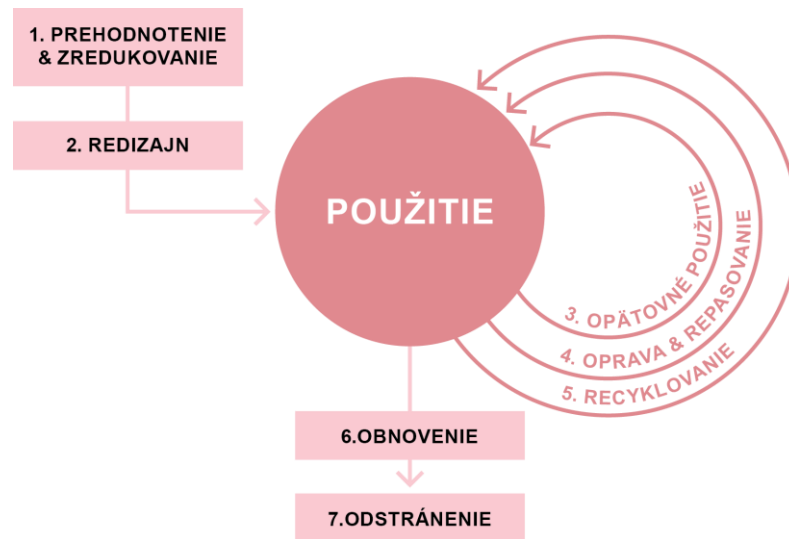 1. PREHODNOTENIE
& ZREDUKOVANIE
2. REDIZAJN
POUŽITIE
3. OPÄTOVNÉ POUŽITIE
4. OPRAVA & REPASOVANIE
5. RECYKLOVANIE
6.OBNOVENIE
7.ODSTRÁNENIE